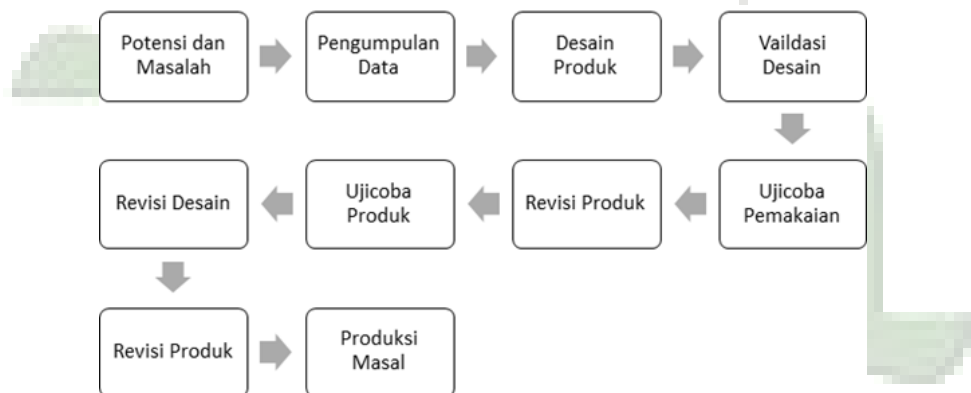 Potensi dan
Masalah
Pengumpulan
Data
Desain
Produk
Vaildasi
Desain
Ujicoba
Pemakaian
Revisi Produk
Ujicoba
Produk
Revisi Desain
Revisi Produk
Produksi
Masal